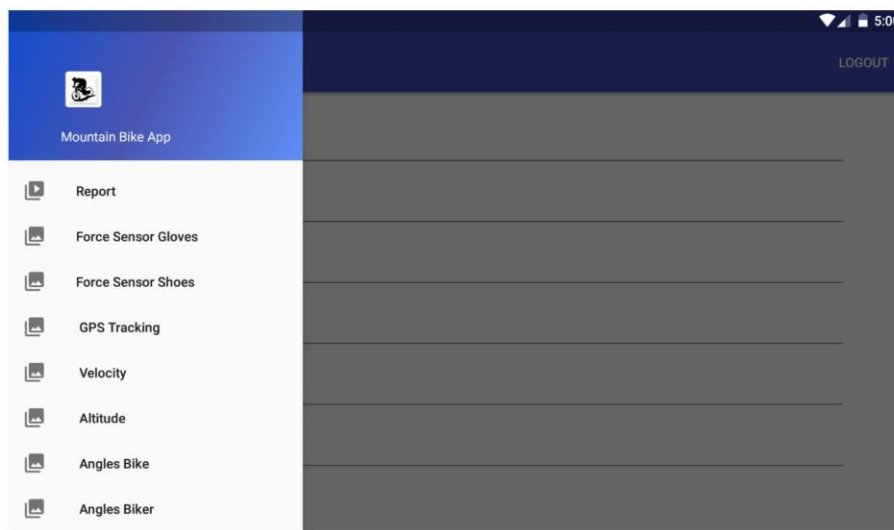 5:00
LOGOUT
Mountain Bike App
Report
Force Sensor Gloves
Force Sensor Shoes
GPS Tracking
Velocity
Altitude
Angles Bike
Angles Biker